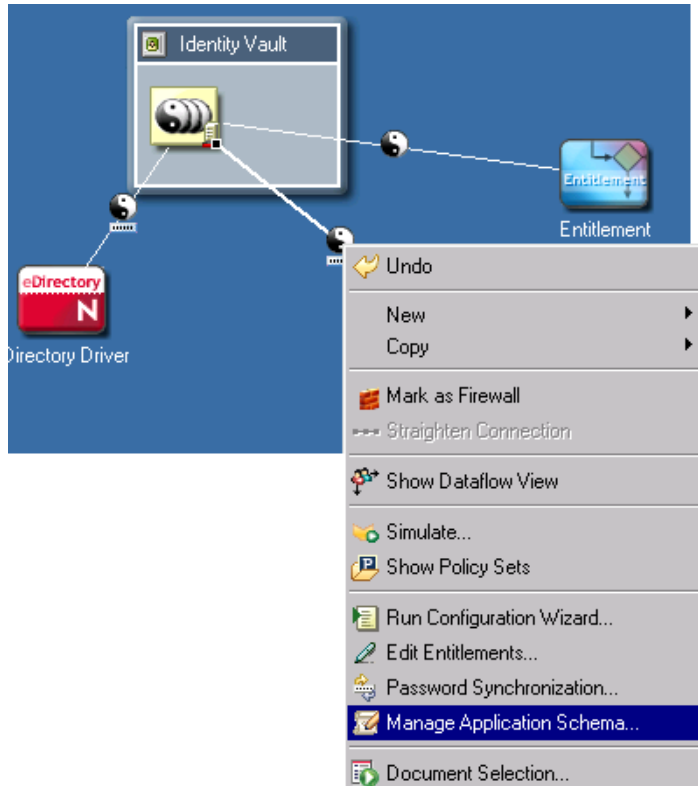 Identity Vault
Entitlement
Entitlement
eDirectory
N
Directory Driver
Undo
New
Copy
Mark as Firewall
Straighten Connection
Show Dataflow View
Simulate...
Show Policy Sets
Run Configuration Wizard...
Edit Entitlements...
Password Synchronization...
Manage Application Schema...
Document Selection...